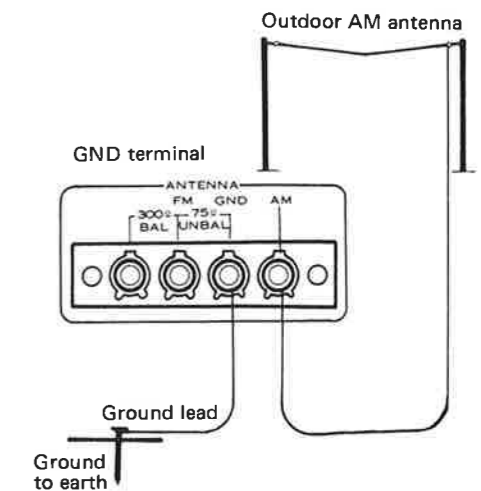 Outdoor AM antenna
GND terminal
ANTENNA
FM GND AM
300Ω 75Ω
BAL UNBAL
Ground lead
Ground
to earth